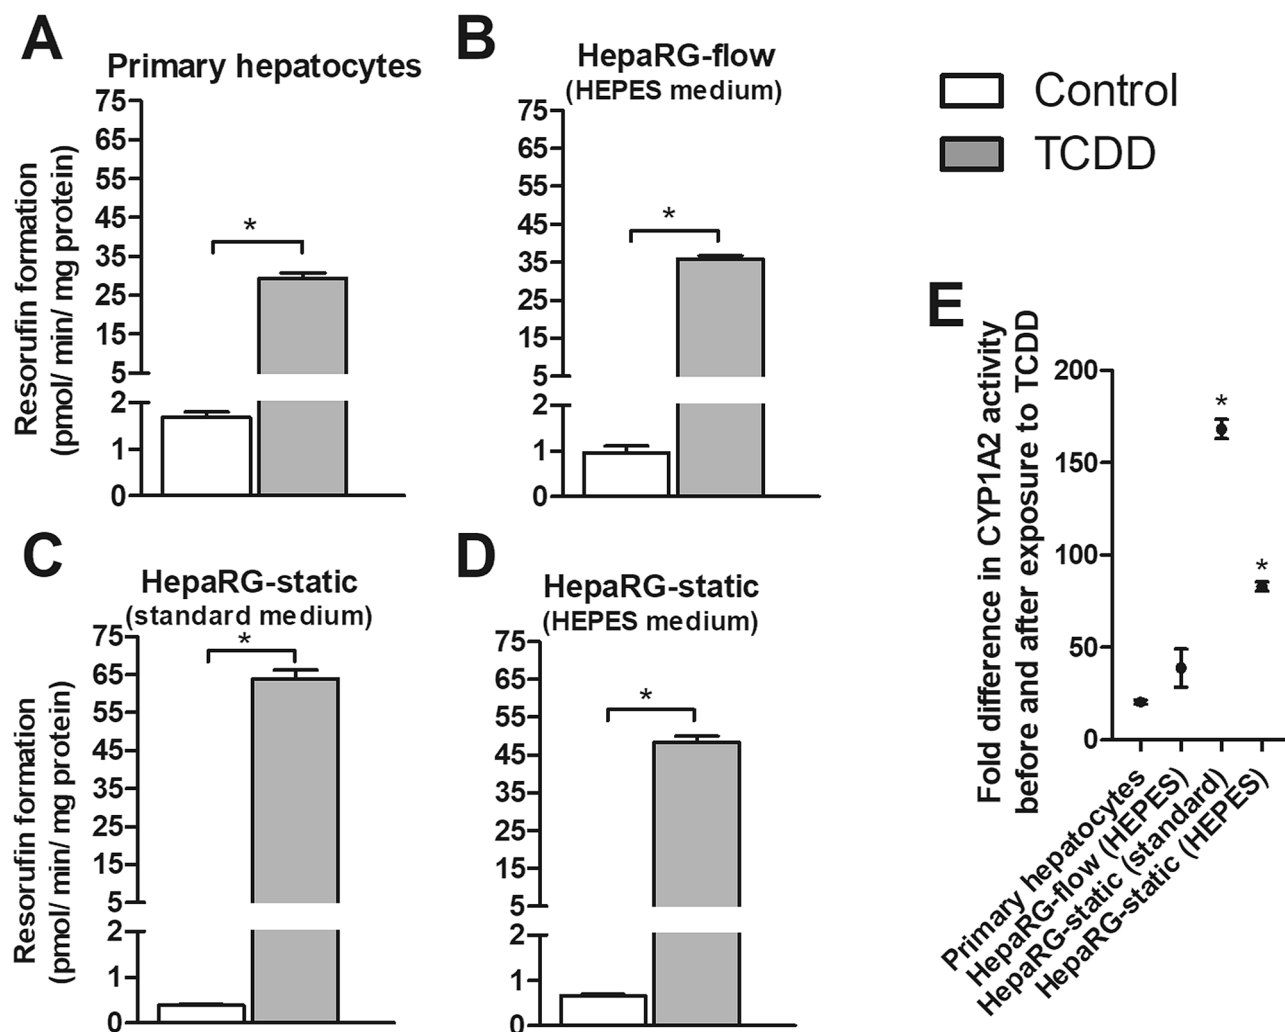 A
Primary hepatocytes
Resorufin formation
(pmol/ min/ mg protein)
75
65
55
45
35
25
15
5
2
1
0
*
B
HepaRG-flow
(HEPES medium)
75
65
55
45
35
25
15
5
2
1
0
*
Control
TCDD
C
HepaRG-static
(standard medium)
Resorufin formation
(pmol/ min/ mg protein)
75
65
55
45
35
25
15
5
2
1
0
*
D
HepaRG-static
(HEPES medium)
75
65
55
45
35
25
15
5
2
1
0
*
E
Fold difference in CYP1A2 activity
before and after exposure to TCDD
200
150
100
50
0
*
*
Primary hepatocytes
HepaRG-flow (HEPES)
HepaRG-static (standard)
HepaRG-static (HEPES)